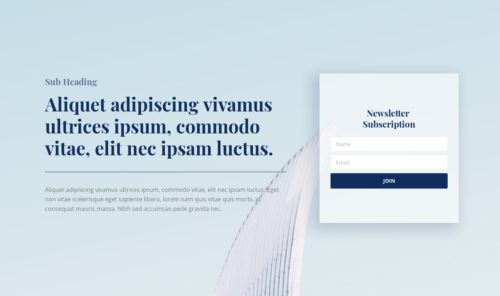 Sub Heading
Aliquet adipiscing vivamus
ultrices ipsum, commodo
vitae, elit nec ipsam luctus.
Aliquet adipiscing vivamus ultrices ipsum, commodo vitae, elit nec ipsam luctus. Eget
non vitae scelerisque eget sapiente libero, lorem nam quis vitae quis morbi, id
consequat mauris massa. Nibh sed accumsan pede gravida nec.
Newsletter
Subscription
Name
Email
JOIN